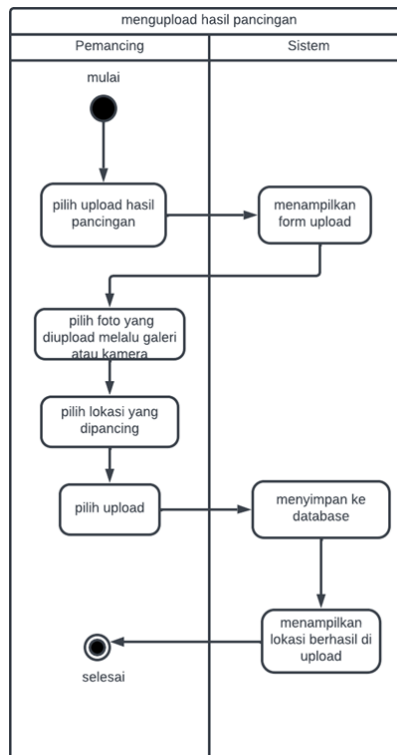 mengupload hasil pancingan
Pemancing
Sistem
mulai
pilih upload hasil
pancingan
menampilkan
form upload
pilih foto yang
diupload melalu galeri
atau kamera
pilih lokasi yang
dipancing
pilih upload
menyimpan ke
database
menampilkan
lokasi berhasil di
upload
selesai